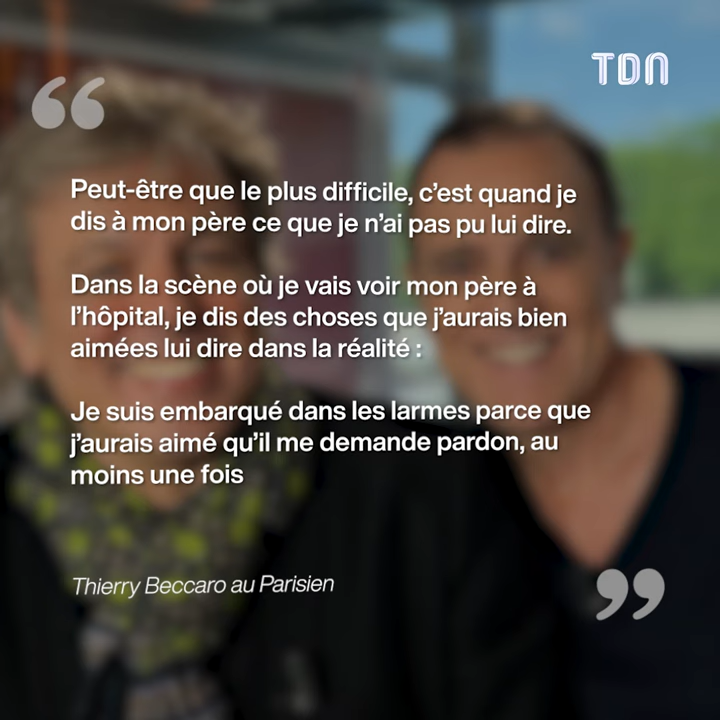 TDN
“
Peut-être que le plus difficile, c’est quand je
dis à mon père ce que je n’ai pas pu lui dire.
Dans la scène où je vais voir mon père à
l’hôpital, je dis des choses que j’aurais bien
aimées lui dire dans la réalité :
Je suis embarqué dans les larmes parce que
j’aurais aimé qu’il me demande pardon, au
moins une fois
Thierry Beccaro au Parisien
”